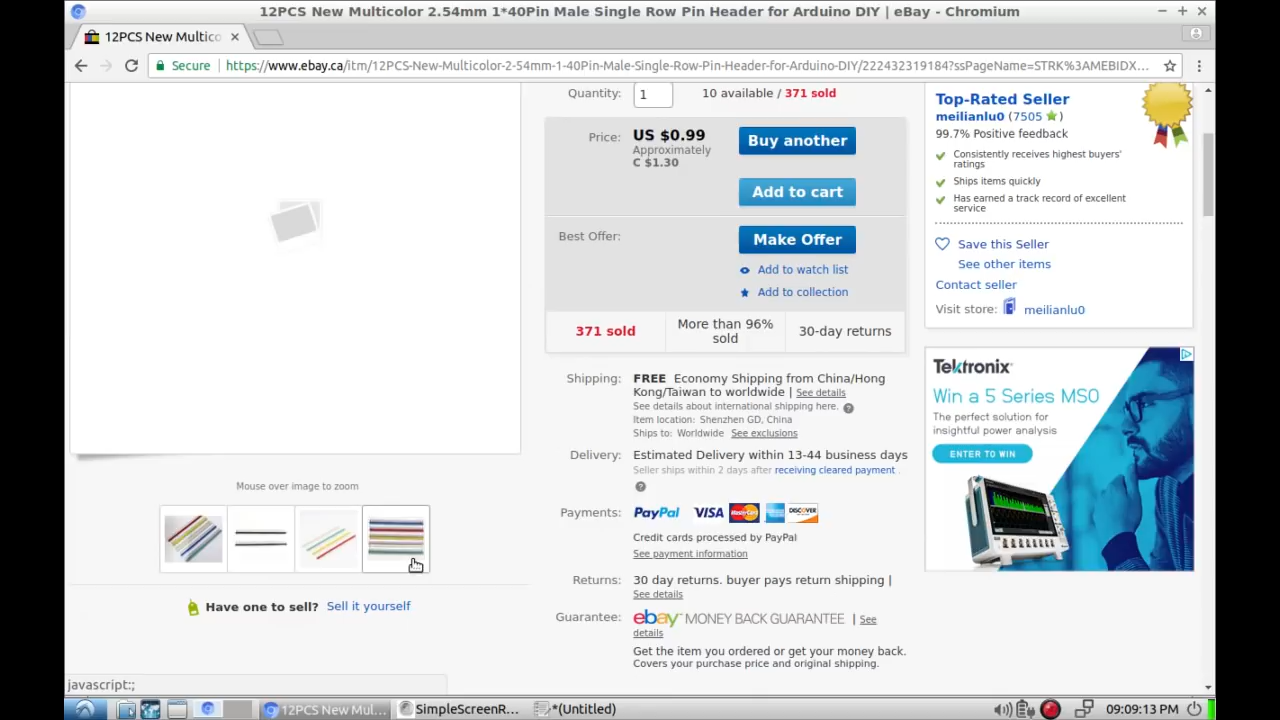 12PCS New Multicolor 2.54mm 1*40Pin Male Single Row Pin Header for Arduino DIY | eBay - Chromium
12PCS New Multico
Secure
https://www.ebay.ca/itm/12PCS-New-Multicolor-2-54mm-1-40Pin-Male-Single-Row-Pin-Header-for-Arduino-DIY/222432319184?ssPageName=STRK%3AMEBIDX...
Quantity:
1
10 available / 371 sold
Price:
US $0.99
Approximately
C $1.30
Buy another
Add to cart
Best Offer:
Make Offer
Add to watch list
Add to collection
371 sold
More than 96%
sold
30-day returns
Shipping:
FREE Economy Shipping from China/Hong
Kong/Taiwan to worldwide | See details
See details about international shipping here.
Item location: Shenzhen GD, China
Ships to: Worldwide See exclusions
Delivery:
Estimated Delivery within 13-44 business days
Seller ships within 2 days after receiving cleared payment .
Payments:
PayPal VISA MasterCard DISCOVER
Credit cards processed by PayPal
See payment information
Returns:
30 day returns. buyer pays return shipping |
See details
Guarantee:
ebay MONEY BACK GUARANTEE | See
details
Get the item you ordered or get your money back.
Covers your purchase price and original shipping.
Mouse over image to zoom
Have one to sell? Sell it yourself
Top-Rated Seller
meilianlu0 (7505 )
99.7% Positive feedback
Consistently receives highest buyers'
ratings
Ships items quickly
Has earned a track record of excellent
service
Save this Seller
See other items
Contact seller
Visit store: meilianlu0
Tektronix
Win a 5 Series MSO
The perfect solution for
insightful power analysis
ENTER TO WIN
javascript:;
12PCS New Mul...
SimpleScreenR...
*(Untitled)
09:09:13 PM